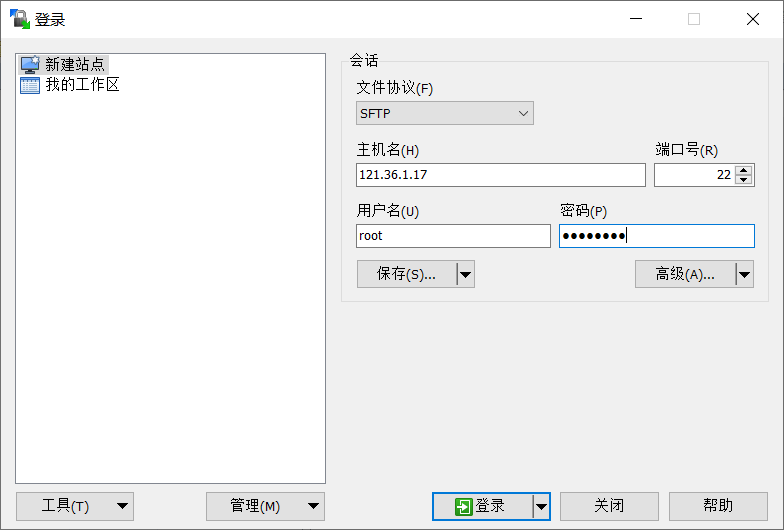 登录
新建站点
我的工作区
会话
文件协议(F)
SFTP
主机名(H) 端口号(R)
121.36.1.17 22
用户名(U) 密码(P)
root ●●●●●●●●
保存(S)... 高级(A)...
工具(T) 管理(M) 登录 关闭 帮助